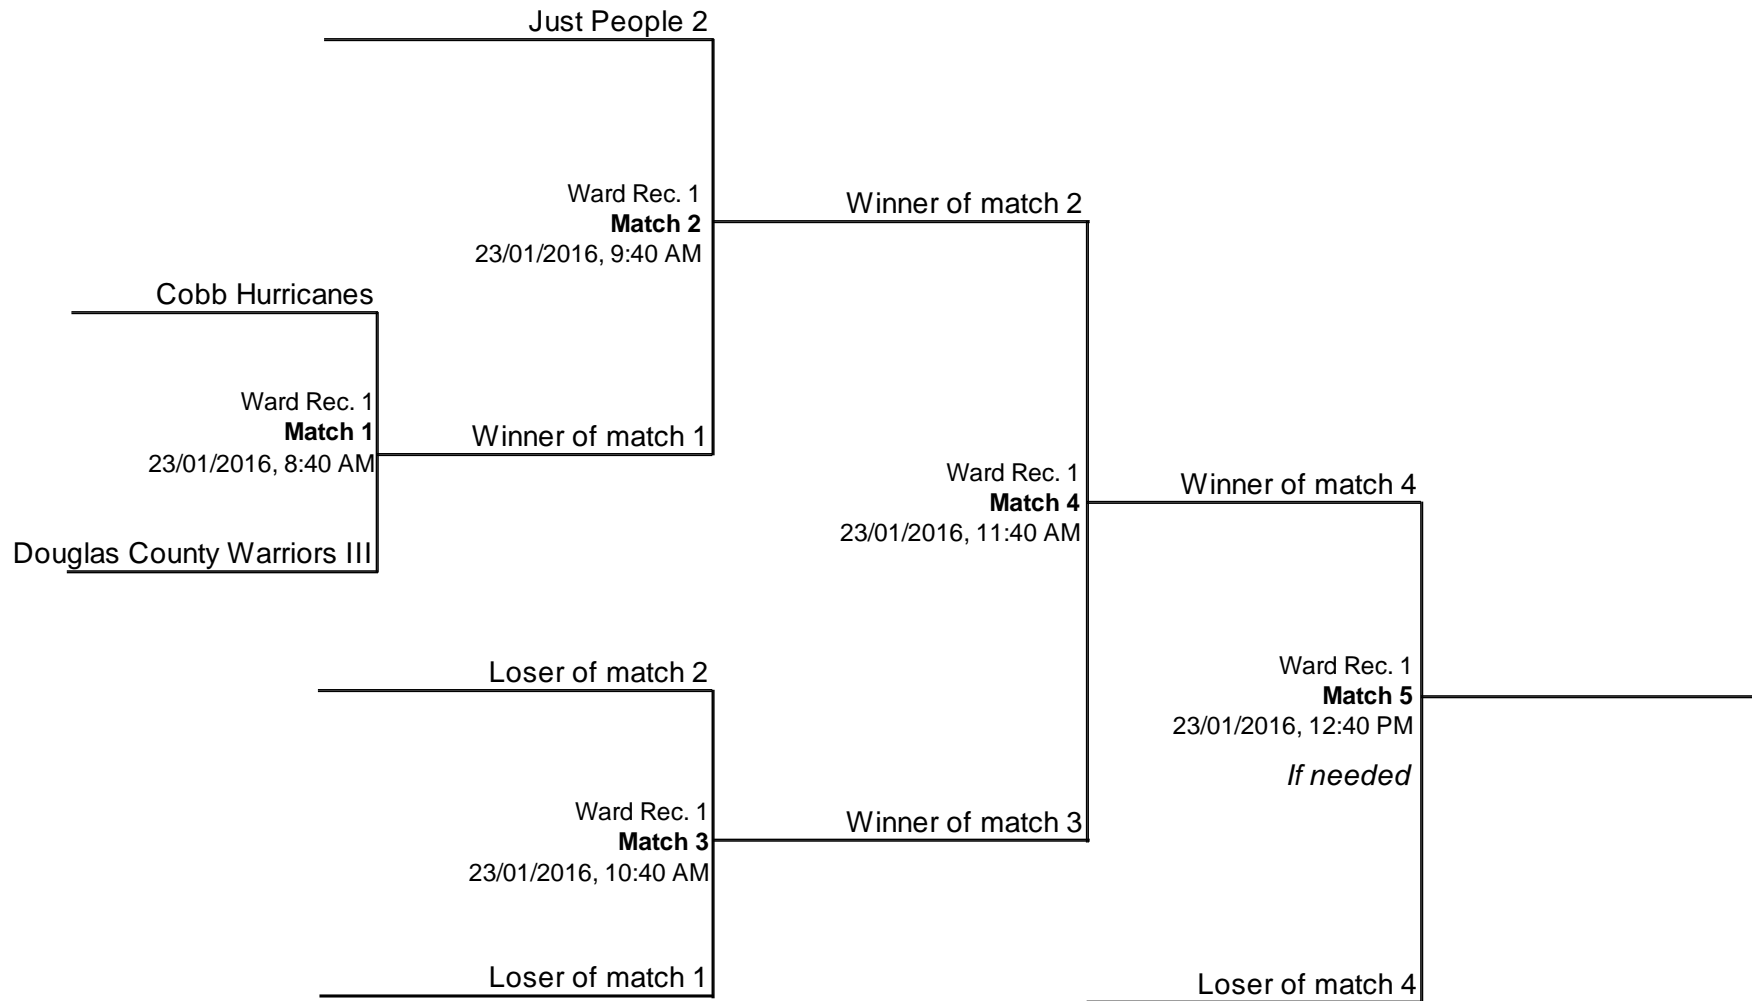 Just People 2
Ward Rec. 1
Match 2
23/01/2016, 9:40 AM
Winner of match 2
Cobb Hurricanes
Ward Rec. 1
Match 1
23/01/2016, 8:40 AM
Winner of match 1
Douglas County Warriors III
Ward Rec. 1
Match 4
23/01/2016, 11:40 AM
Winner of match 4
Loser of match 2
Ward Rec. 1
Match 5
23/01/2016, 12:40 PM
If needed
Ward Rec. 1
Match 3
23/01/2016, 10:40 AM
Winner of match 3
Loser of match 1
Loser of match 4